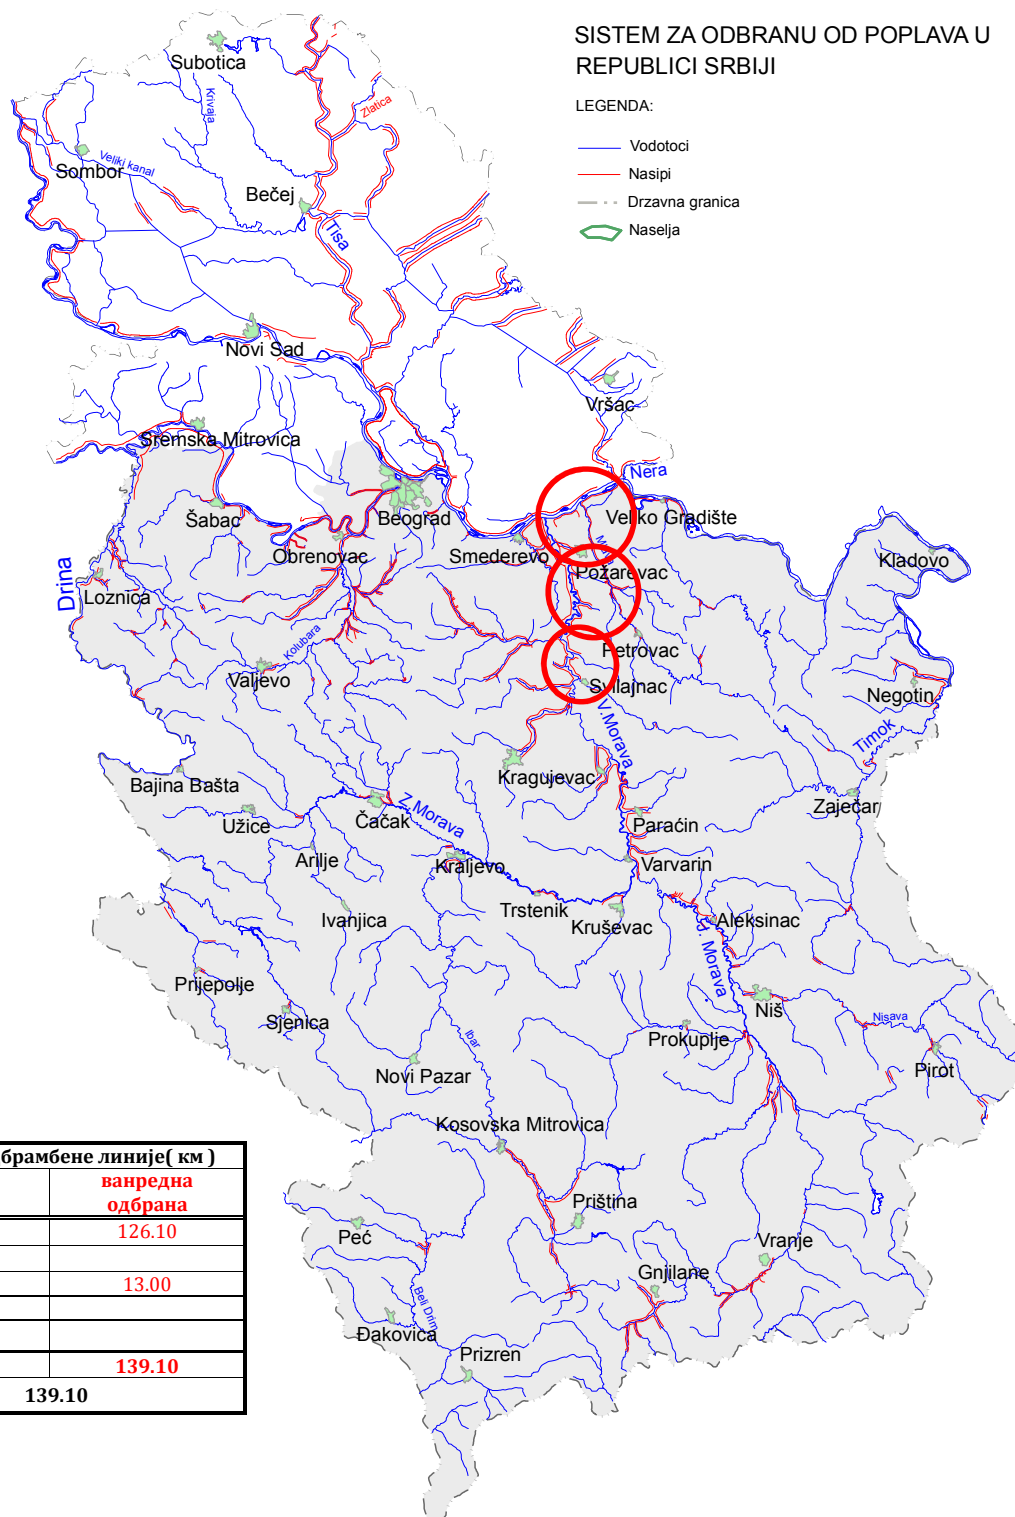 SISTEM ZA ODBRANU OD POPLAVA U
REPUBLICI SRBIJI
LEGENDA:
Vodotoci
Nasipi
Drzavna granica
Naselja
Subotica
Krivaja
Zlatica
Sombor
Veliki kanal
Bečej
Tisa
Novi Sad
Vršac
Sremska Mitrovica
Nera
Šabac
Beograd
Veliko Gradište
Obrenovac
Smederevo
Kladovo
Drina
Loznica
Požarevac
Kolubara
Petrovac
Valjevo
Svilajnac
Negotin
V.Morava
Timok
Kragujevac
Bajina Bašta
Zaječar
Užice
Čačak
Z.Morava
Paraćin
Arilje
Kraljevo
Varvarin
Ivanjica
Trstenik
Kruševac
Aleksinac
J. Morava
Prijepolje
Sjenica
Niš
Nisava
Ibar
Prokuplje
Novi Pazar
Pirot
Kosovska Mitrovica
Priština
Peć
Vranje
Gnjilane
Beli Drim
Đakovica
Prizren
брамбене линије( км )
ванредна
одбрана
126.10
13.00
139.10
139.10